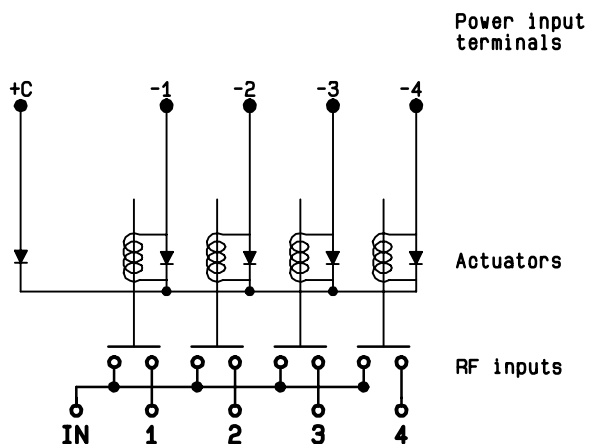 Power input
terminals
+C -1 -2 -3 -4
Actuators
RF inputs
IN 1 2 3 4